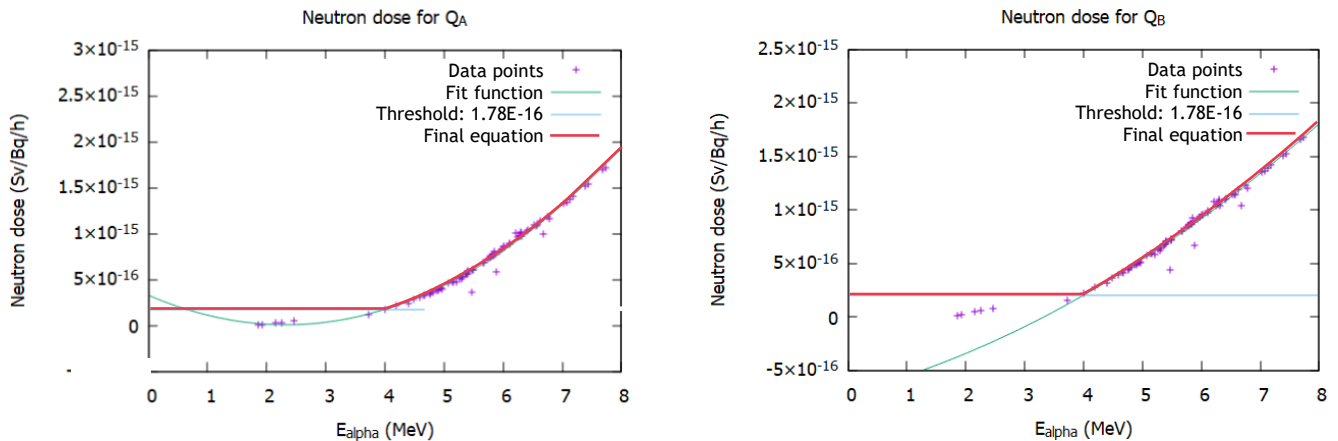 Neutron dose for QA
3×10-15
2.5×10-15
2×10-15
1.5×10-15
1×10-15
5×10-16
0
Neutron dose (Sv/Bq/h)
Data points
Fit function
Threshold: 1.78E-16
Final equation
0 1 2 3 4 5 6 7 8
Ealpha (MeV)
Neutron dose for QB
2.5×10-15
2×10-15
1.5×10-15
1×10-15
5×10-16
0
-5×10-16
Neutron dose (Sv/Bq/h)
Data points
Fit function
Threshold: 1.78E-16
Final equation
0 1 2 3 4 5 6 7 8
Ealpha (MeV)